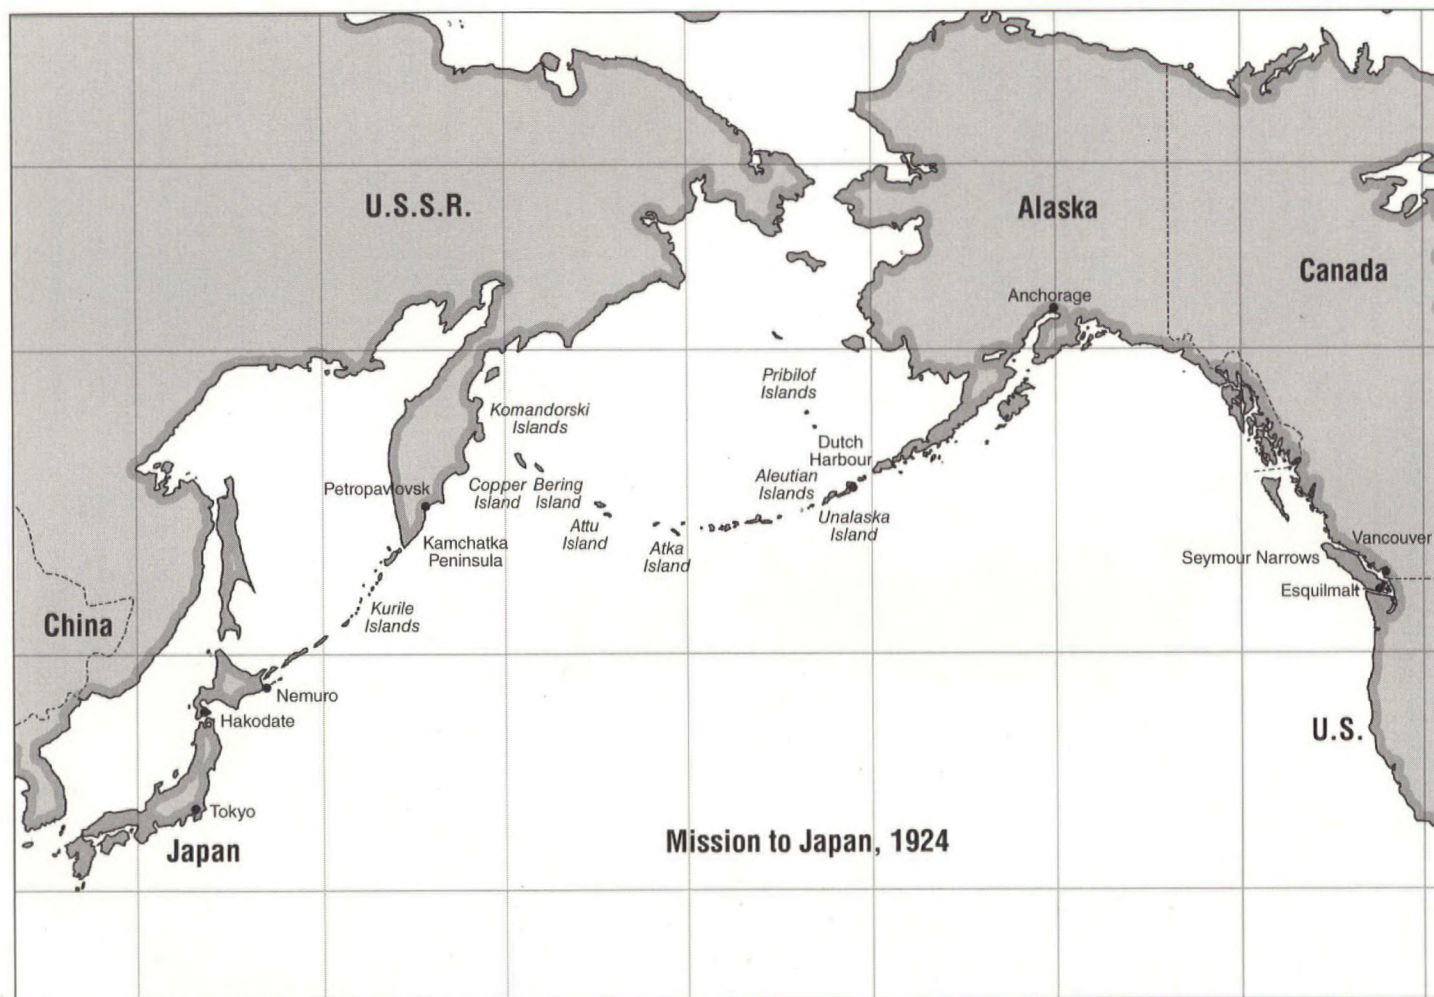 U.S.S.R.
Alaska
Canada
Anchorage
Pribilof
Islands
Komandorski
Islands
Dutch
Harbour
Aleutian
Islands
Petropavlovsk
Copper
Island
Bering
Island
Attu
Island
Unalaska
Island
Atka
Island
Kamchatka
Peninsula
Vancouver
Seymour Narrows
Esquilmalt
China
Kurile
Islands
Nemuro
Hakodate
U.S.
Tokyo
Japan
Mission to Japan, 1924